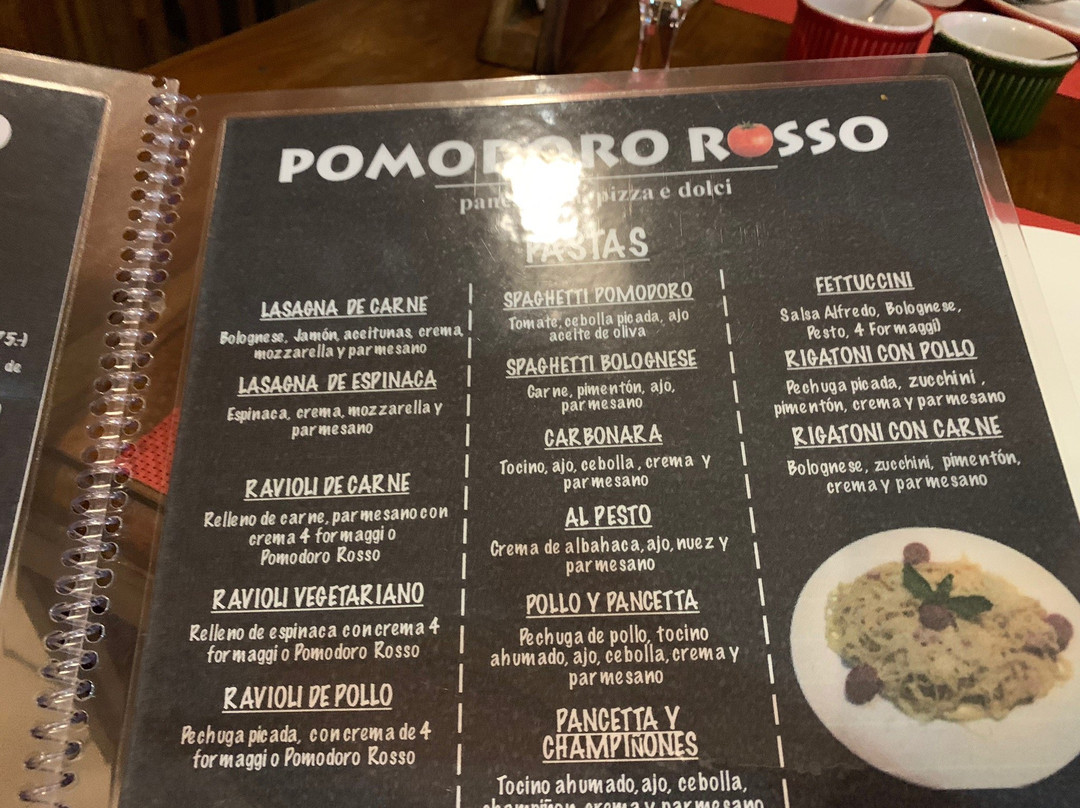 75.-)
de
POMODORO ROSSO
pizza e dolci
PASTAS
LASAGNA DE CARNE
Bolognese, Jamón, aceitunas, crema,
mozzarella y parmesano
LASAGNA DE ESPINACA
Espinaca, crema, mozzarella y
parmesano
RAVIOLI DE CARNE
Relleno de carne, parmesano con
crema 4 formaggi o
Pomodoro Rosso
RAVIOLI VEGETARIANO
Relleno de espinaca con crema 4
formaggi o Pomodoro Rosso
RAVIOLI DE POLLO
Pechuga picada, con crema de 4
formaggi o Pomodoro Rosso
SPAGHETTI POMODORO
Tomate, cebolla picada, ajo
aceite de oliva
SPAGHETTI BOLOGNESE
Carne, pimentón, ajo,
parmesano
CARBONARA
Tocino, ajo, cebolla, crema y
parmesano
AL PESTO
Crema de albahaca, ajo, nuez y
parmesano
POLLO Y PANCETTA
Pechuga de pollo, tocino
ahumado, ajo, cebolla, crema y
parmesano
PANCETTA Y
CHAMPIÑONES
Tocino ahumado, ajo, cebolla,
champiñon, crema y parmesano
FETTUCCINI
Salsa Alfredo, Bolognese,
Pesto, 4 Formaggi)
RIGATONI CON POLLO
Pechuga picada, zucchini,
pimentón, crema y parmesano
RIGATONI CON CARNE
Bolognese, zucchini, pimentón,
crema y parmesano